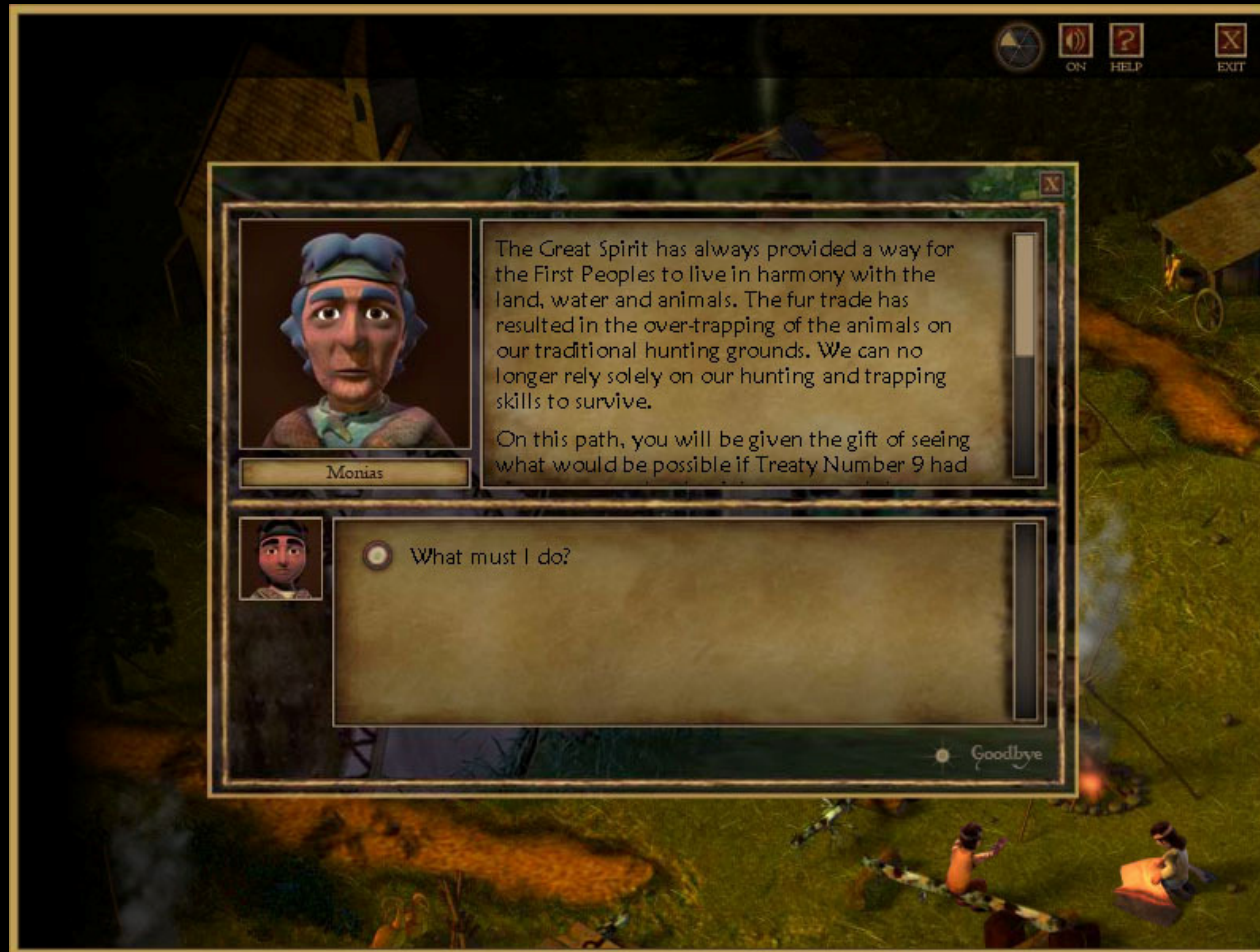 ON
HELP
X
EXIT
X
The Great Spirit has always provided a way for
the First Peoples to live in harmony with the
land, water and animals. The fur trade has
resulted in the over-trapping of the animals on
our traditional hunting grounds. We can no
longer rely solely on our hunting and trapping
skills to survive.
On this path, you will be given the gift of seeing
what would be possible if Treaty Number 9 had
Monias
What must I do?
Goodbye